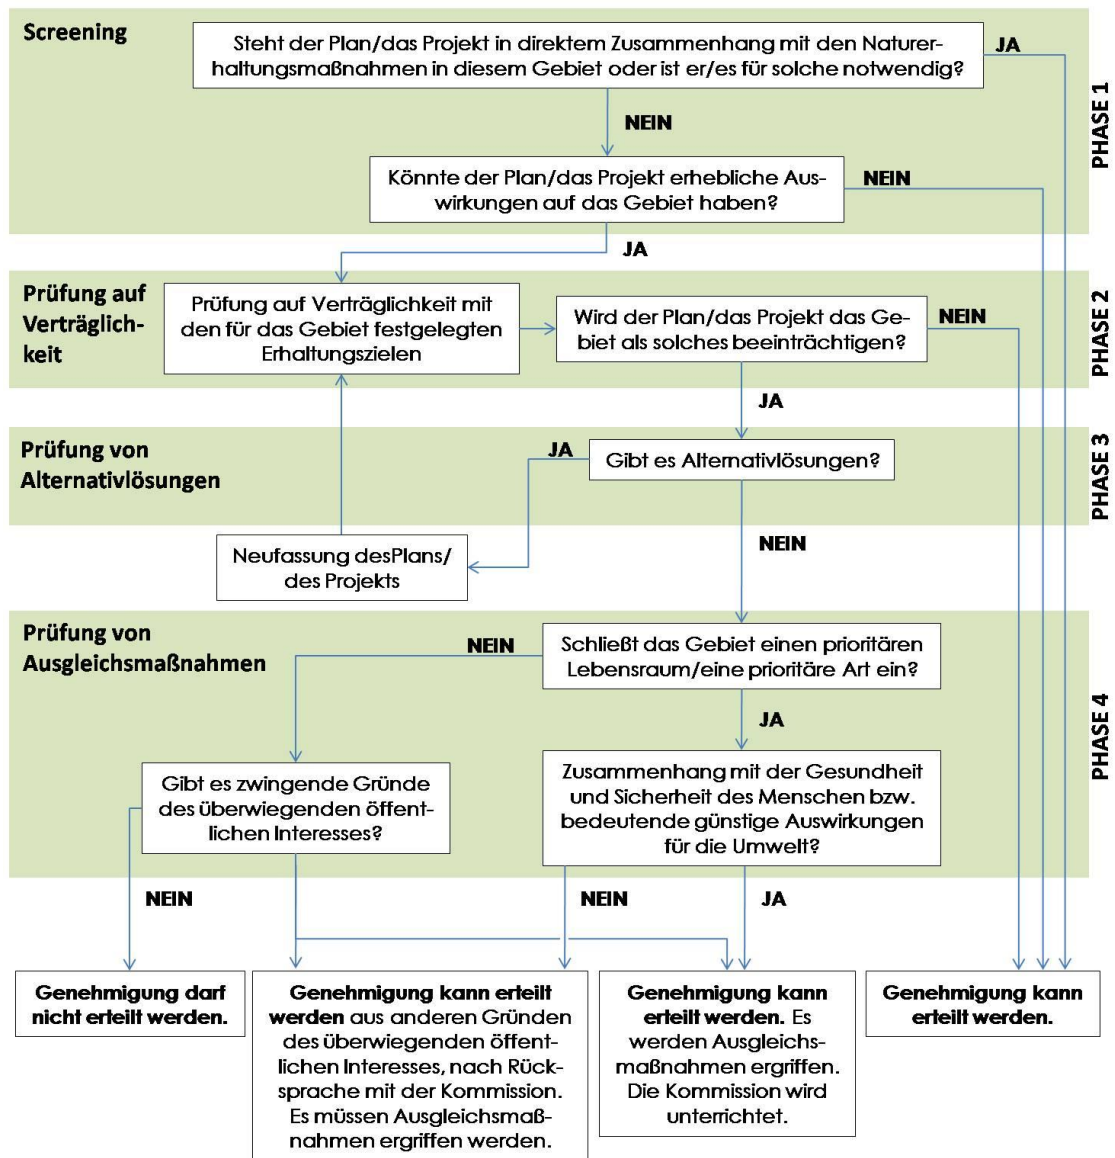 Screening
Steht der Plan/das Projekt in direktem Zusammenhang mit den Naturer-
haltungsmaßnahmen in diesem Gebiet oder ist er/es für solche notwendig?
JA
PHASE 1
NEIN
Könnte der Plan/das Projekt erhebliche Aus-
wirkungen auf das Gebiet haben?
NEIN
JA
Prüfung auf
Verträglich-
keit
Prüfung auf Verträglichkeit mit
den für das Gebiet festgelegten
Erhaltungszielen
Wird der Plan/das Projekt das Ge-
biet als solches beeinträchtigen?
NEIN
PHASE 2
JA
Prüfung von
Alternativlösungen
JA
Gibt es Alternativlösungen?
PHASE 3
NEIN
Neufassung desPlans/
des Projekts
Prüfung von
Ausgleichsmaßnahmen
NEIN
Schließt das Gebiet einen prioritären
Lebensraum/eine prioritäre Art ein?
PHASE 4
JA
Gibt es zwingende Gründe
des überwiegenden öffent-
lichen Interesses?
Zusammenhang mit der Gesundheit
und Sicherheit des Menschen bzw.
bedeutende günstige Auswirkungen
für die Umwelt?
NEIN
NEIN
JA
Genehmigung darf
nicht erteilt werden.
Genehmigung kann erteilt
werden aus anderen Gründen
des überwiegenden öffent-
lichen Interesses, nach Rück-
sprache mit der Kommission.
Es müssen Ausgleichsmaß-
nahmen ergriffen werden.
Genehmigung kann
erteilt werden. Es
werden Ausgleichs-
maßnahmen ergriffen.
Die Kommission wird
unterrichtet.
Genehmigung kann
erteilt werden.